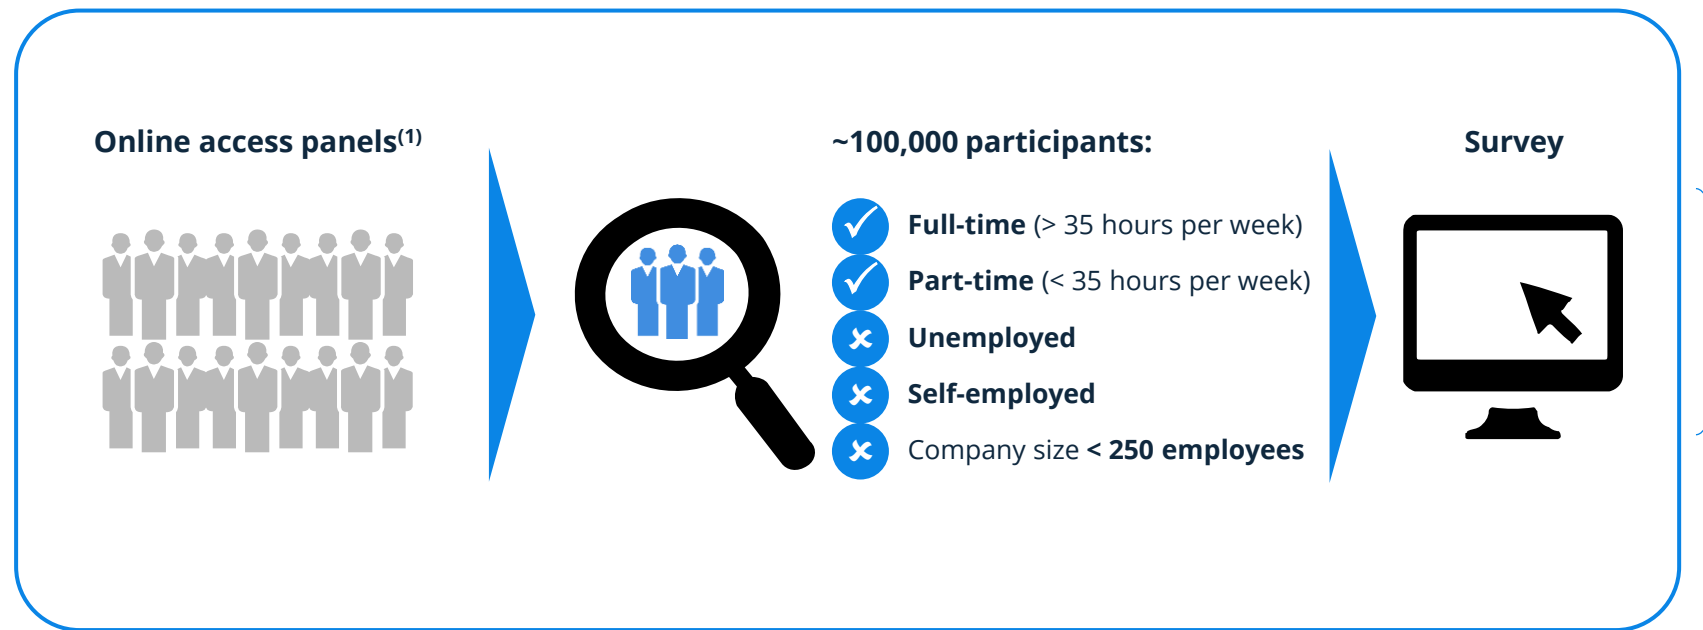 Online access panels(1)
~100,000 participants:
Full-time (> 35 hours per week)
Part-time (< 35 hours per week)
Unemployed
Self-employed
Company size < 250 employees
Survey